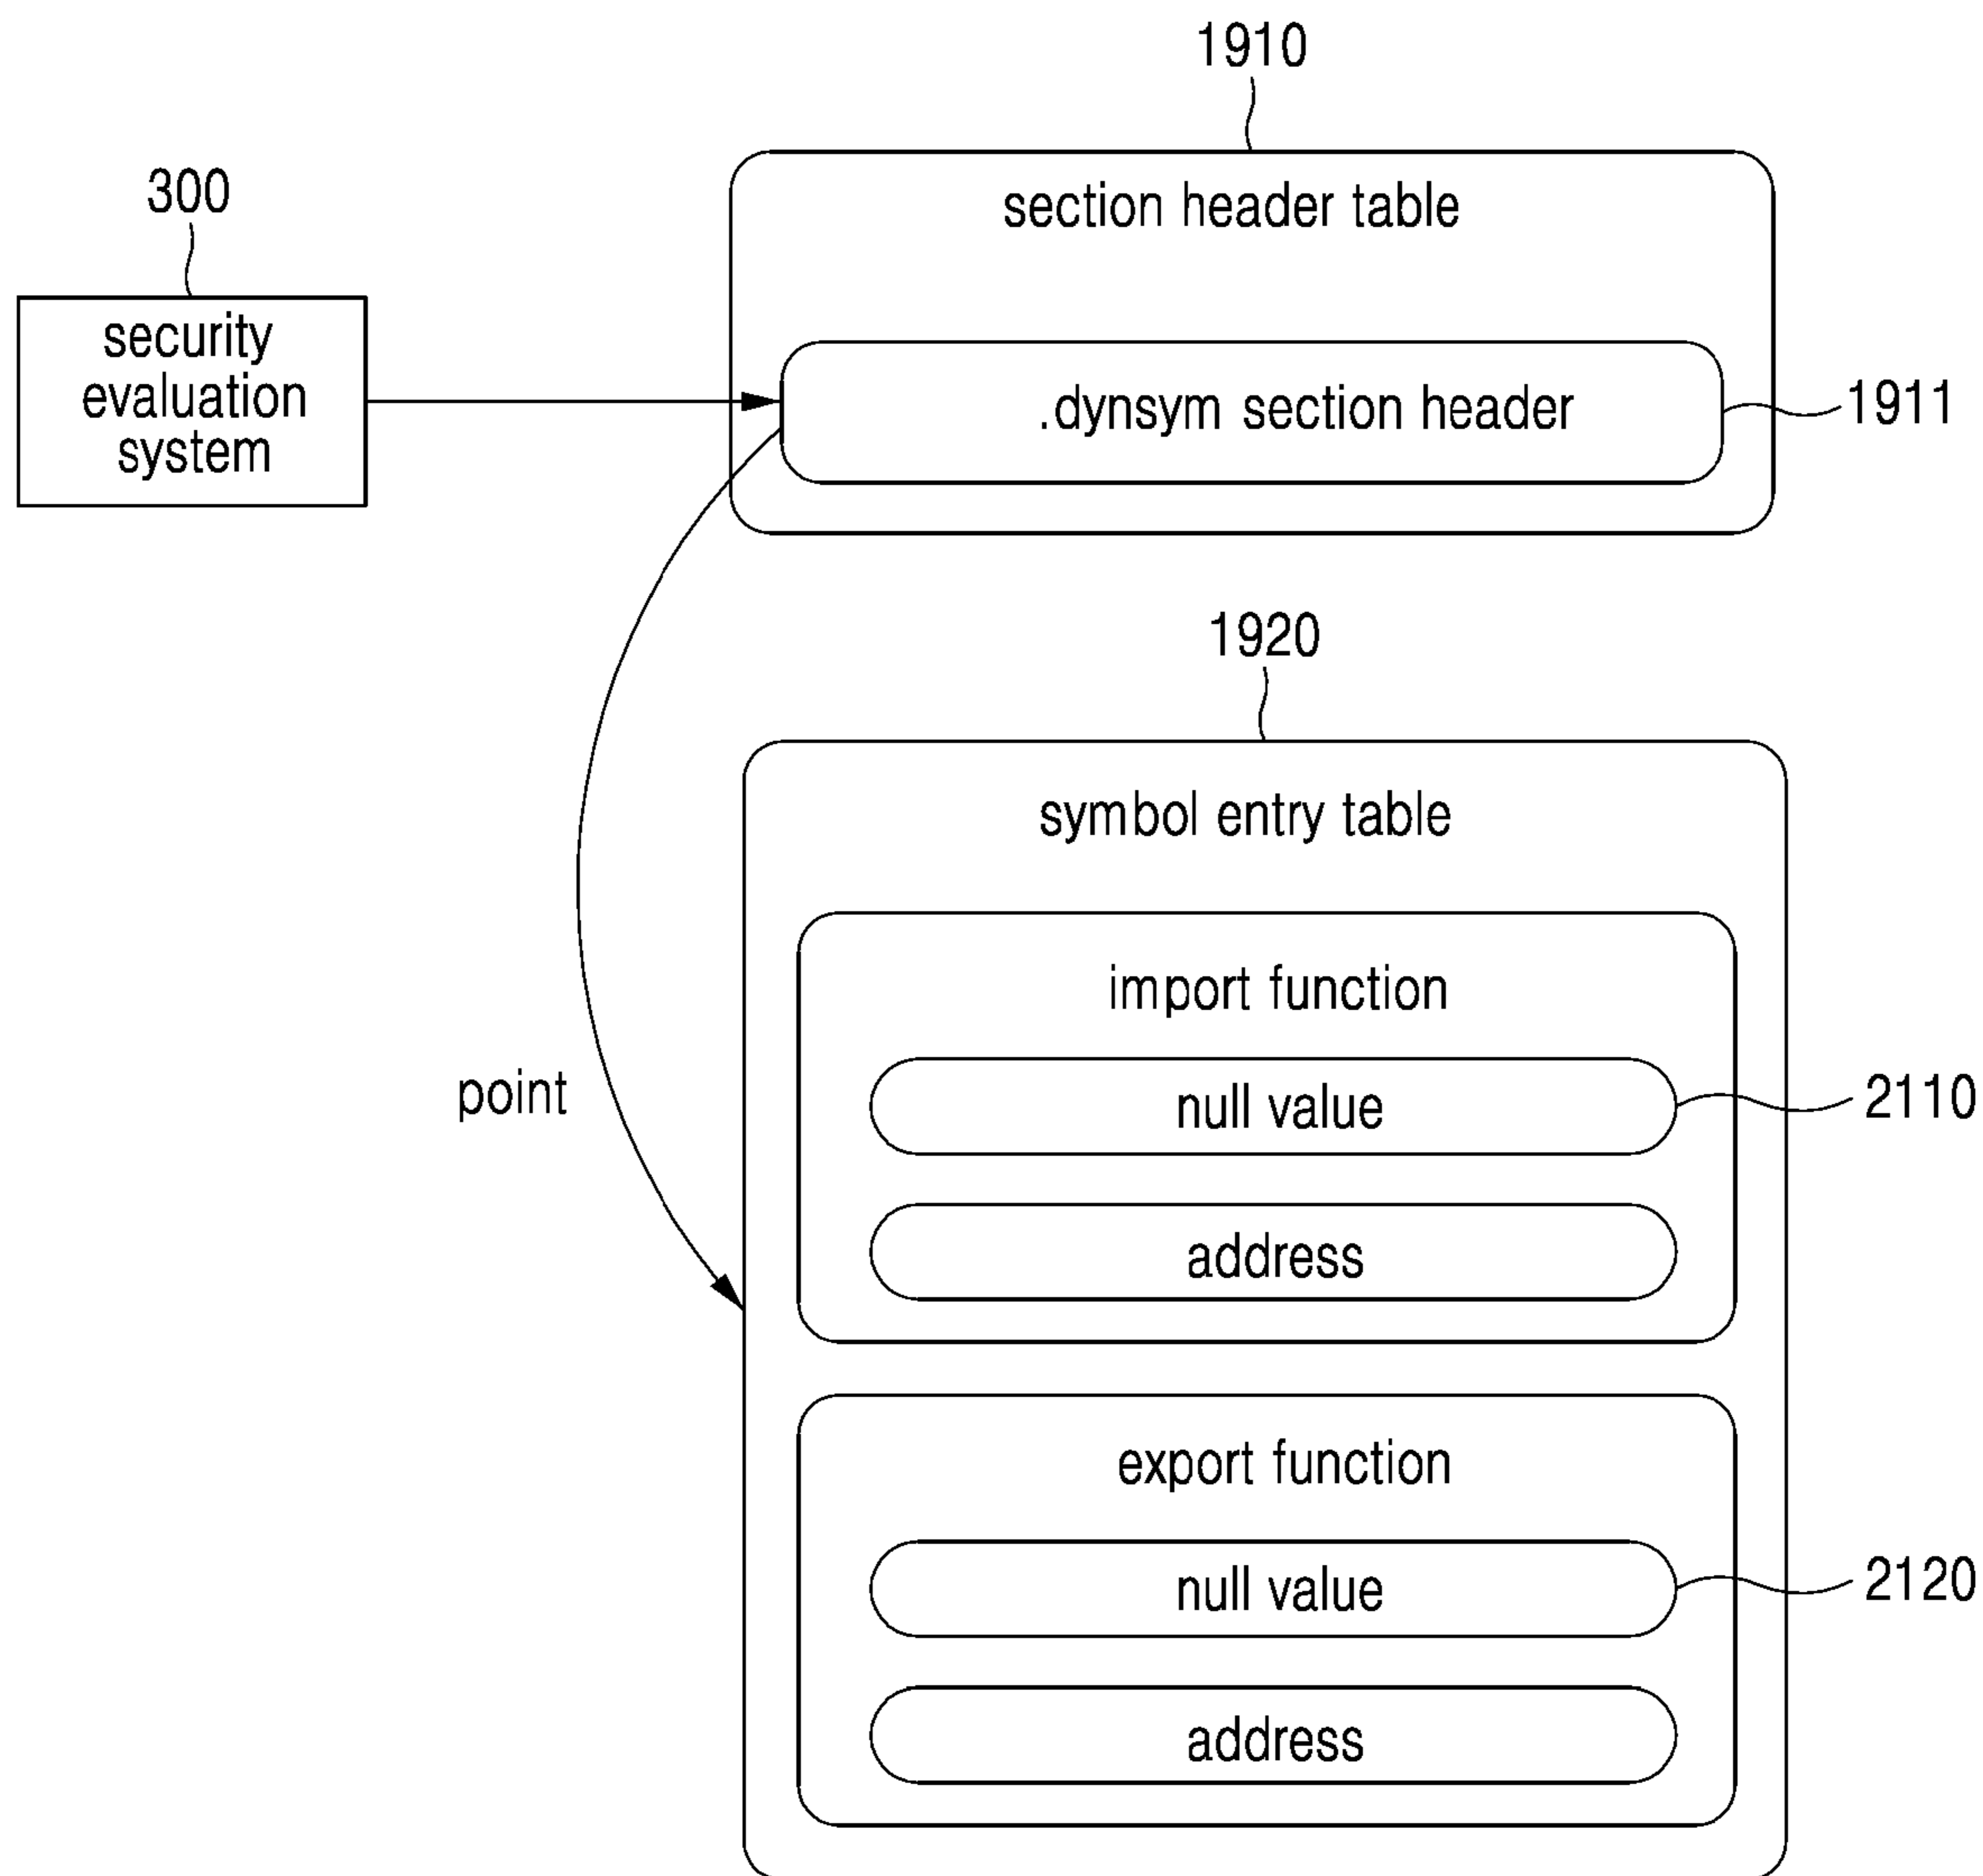 1910
300
section header table
security
evaluation
system
.dynsym section header
1911
1920
symbol entry table
import function
point
null value
2110
address
export function
null value
2120
address